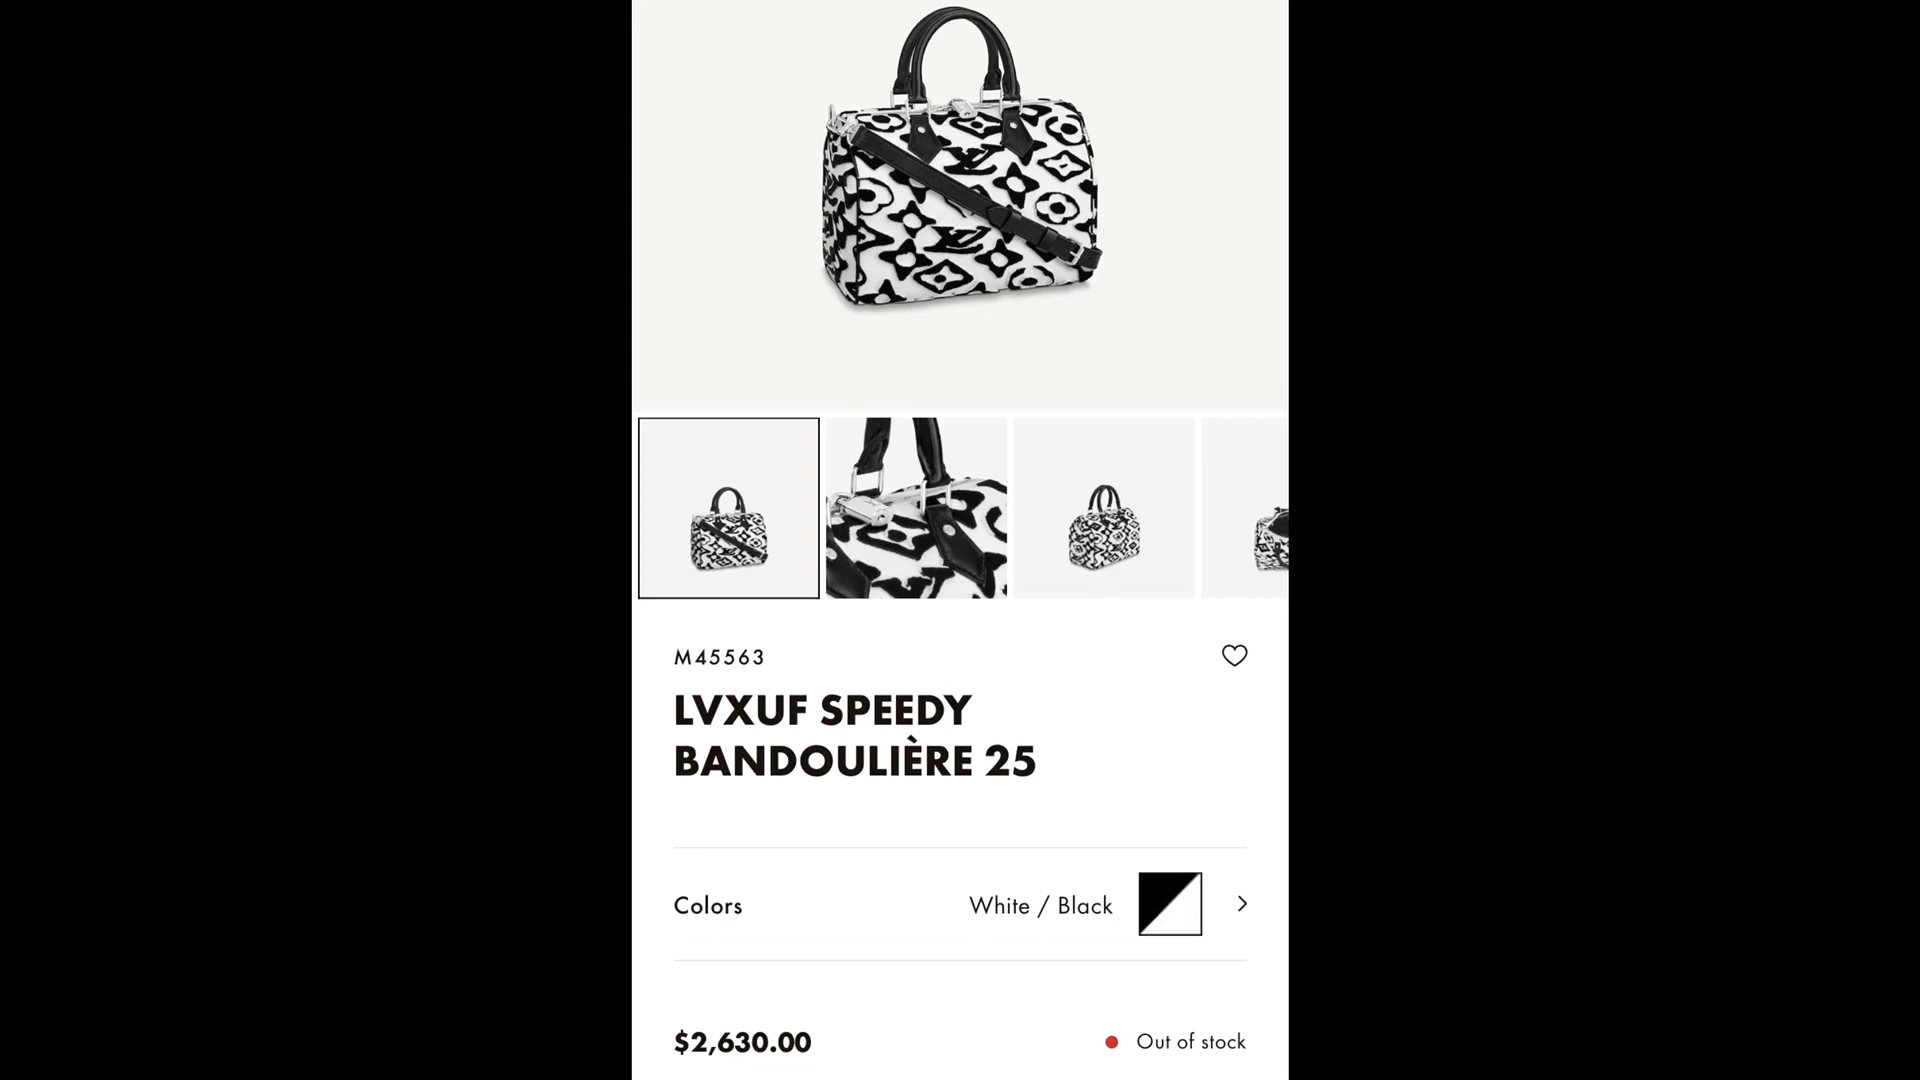 M45563
LVXUF SPEEDY
BANDOULIÈRE 25
Colors White / Black
$2,630.00 Out of stock